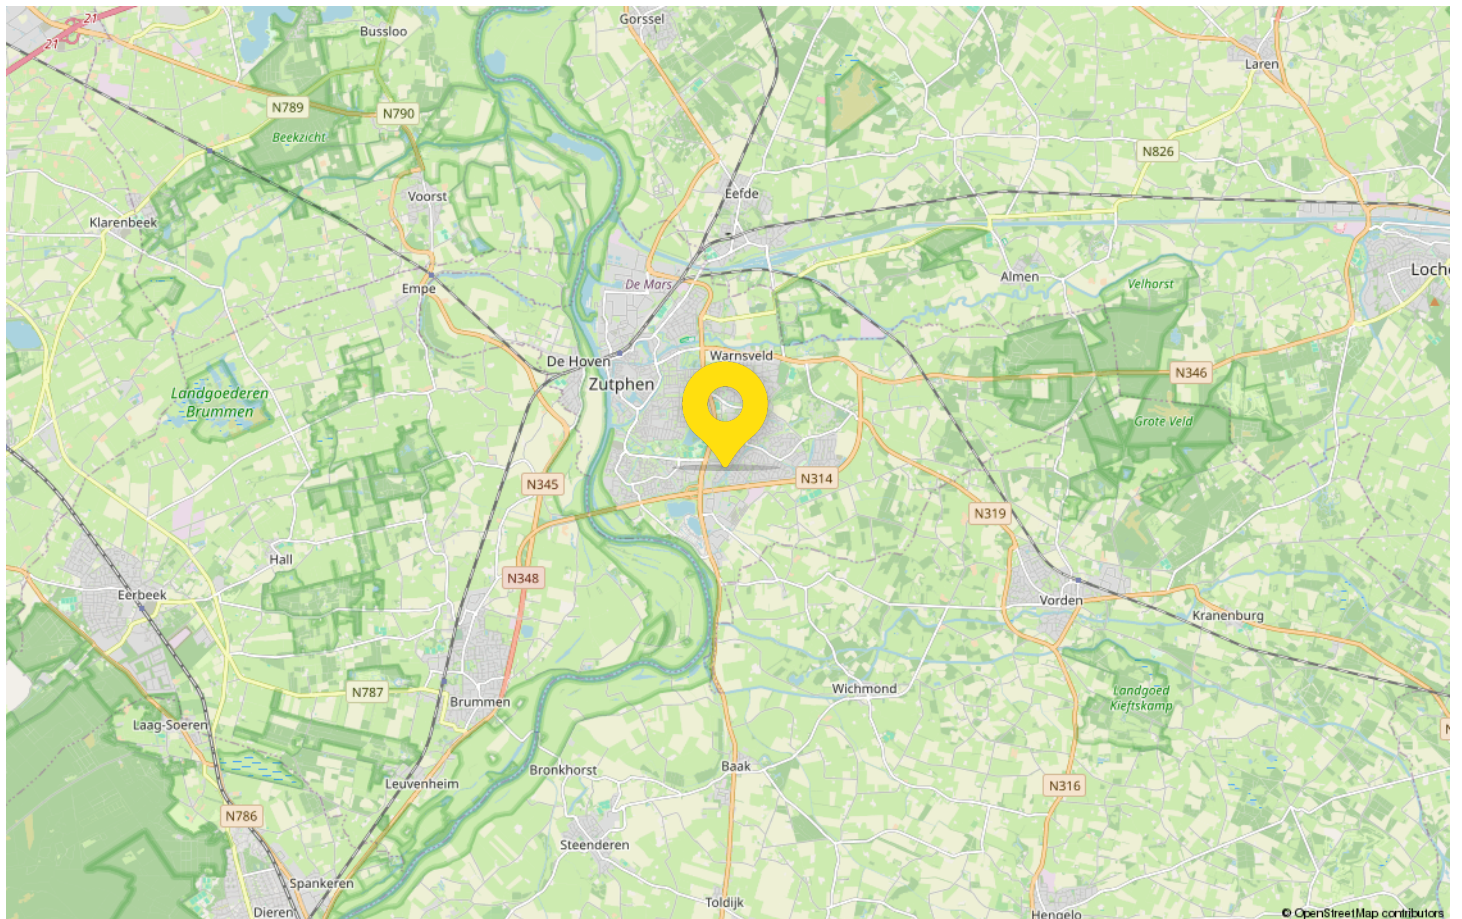 Gorssel
21
Bussloo
21
Laren
N789
N790
Beekzicht
N826
Eefde
Voorst
Klarenbeek
Loche
Almen
De Mars
Velhorst
Empe
Warnsveld
De Hoven
Zutphen
N346
Landgoederen
Brummen
Grote Veld
N314
N345
N319
Hall
N348
Eerbeek
Vorden
Kranenburg
Wichmond
N787
Landgoed
Kieftskamp
Brummen
Laag-Soeren
N
Baak
Bronkhorst
Leuvenheim
N316
N786
Steenderen
Spankeren
Toldijk
Dieren
Hengelo
© OpenStreetMap contributors